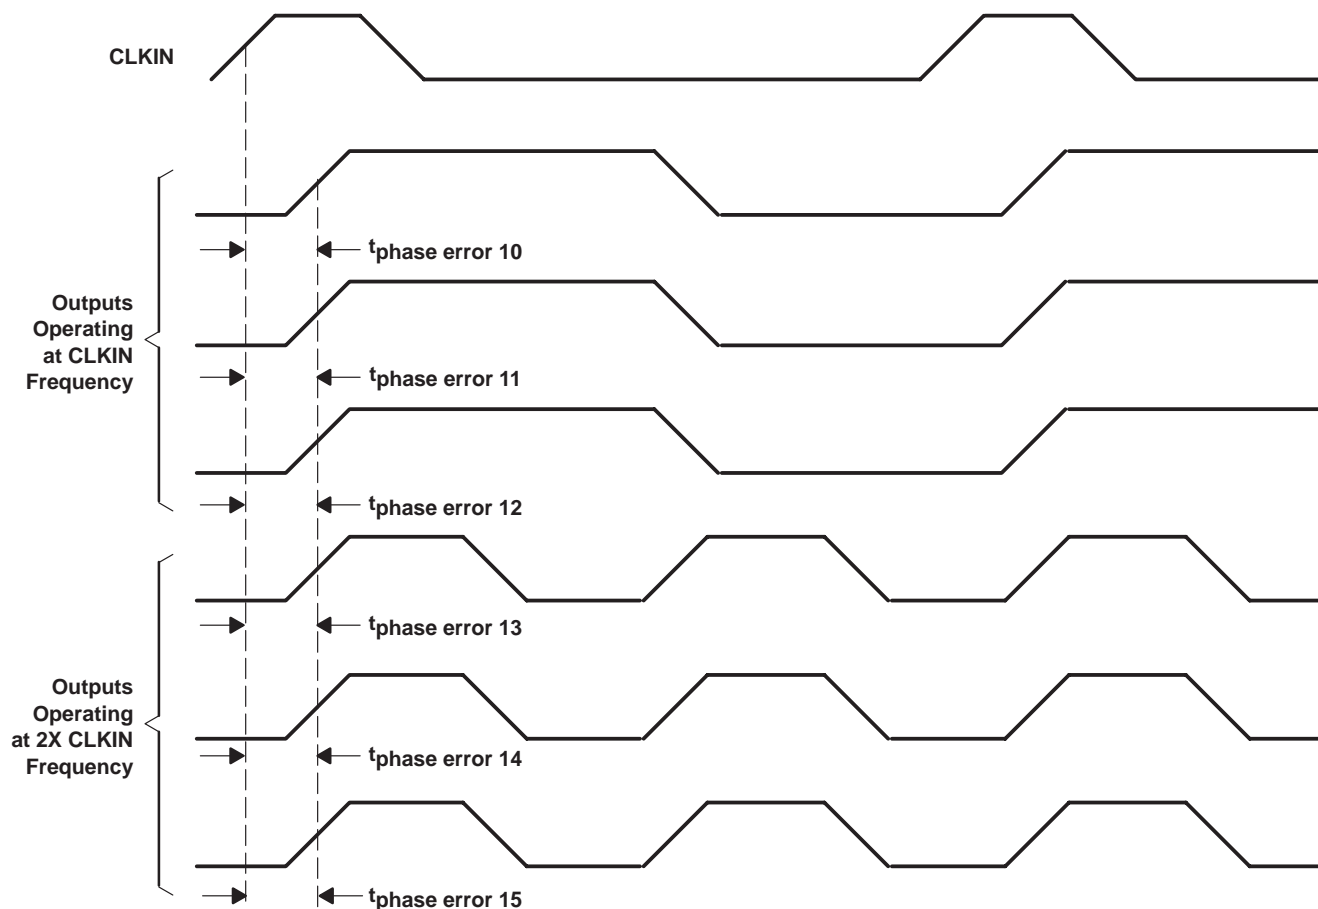 CLKIN
tphase error 10
Outputs
Operating
at CLKIN
Frequency
tphase error 11
tphase error 12
tphase error 13
Outputs
Operating
at 2X CLKIN
Frequency
tphase error 14
tphase error 15